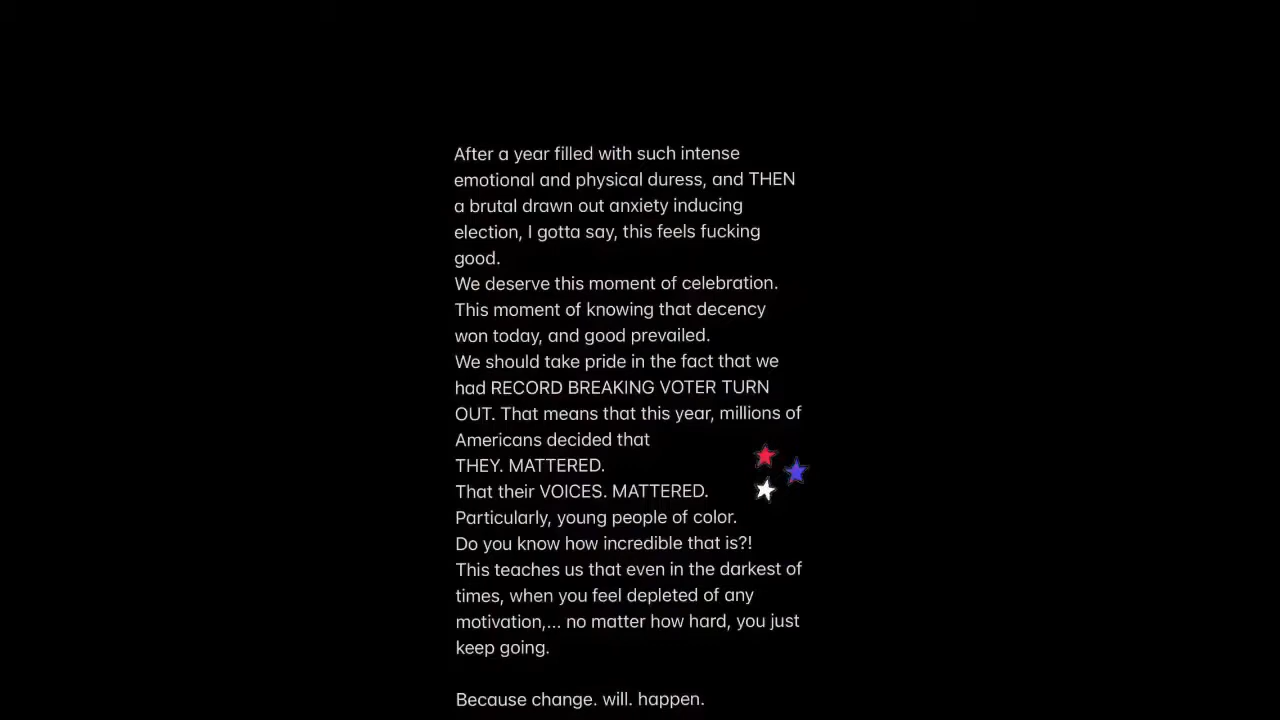 After a year filled with such intense
emotional and physical duress, and THEN
a brutal drawn out anxiety inducing
election, I gotta say, this feels fucking
good.
We deserve this moment of celebration.
This moment of knowing that decency
won today, and good prevailed.
We should take pride in the fact that we
had RECORD BREAKING VOTER TURN
OUT. That means that this year, millions of
Americans decided that
THEY. MATTERED.
That their VOICES. MATTERED.
Particularly, young people of color.
Do you know how incredible that is?!
This teaches us that even in the darkest of
times, when you feel depleted of any
motivation,... no matter how hard, you just
keep going.
Because change. will. happen.